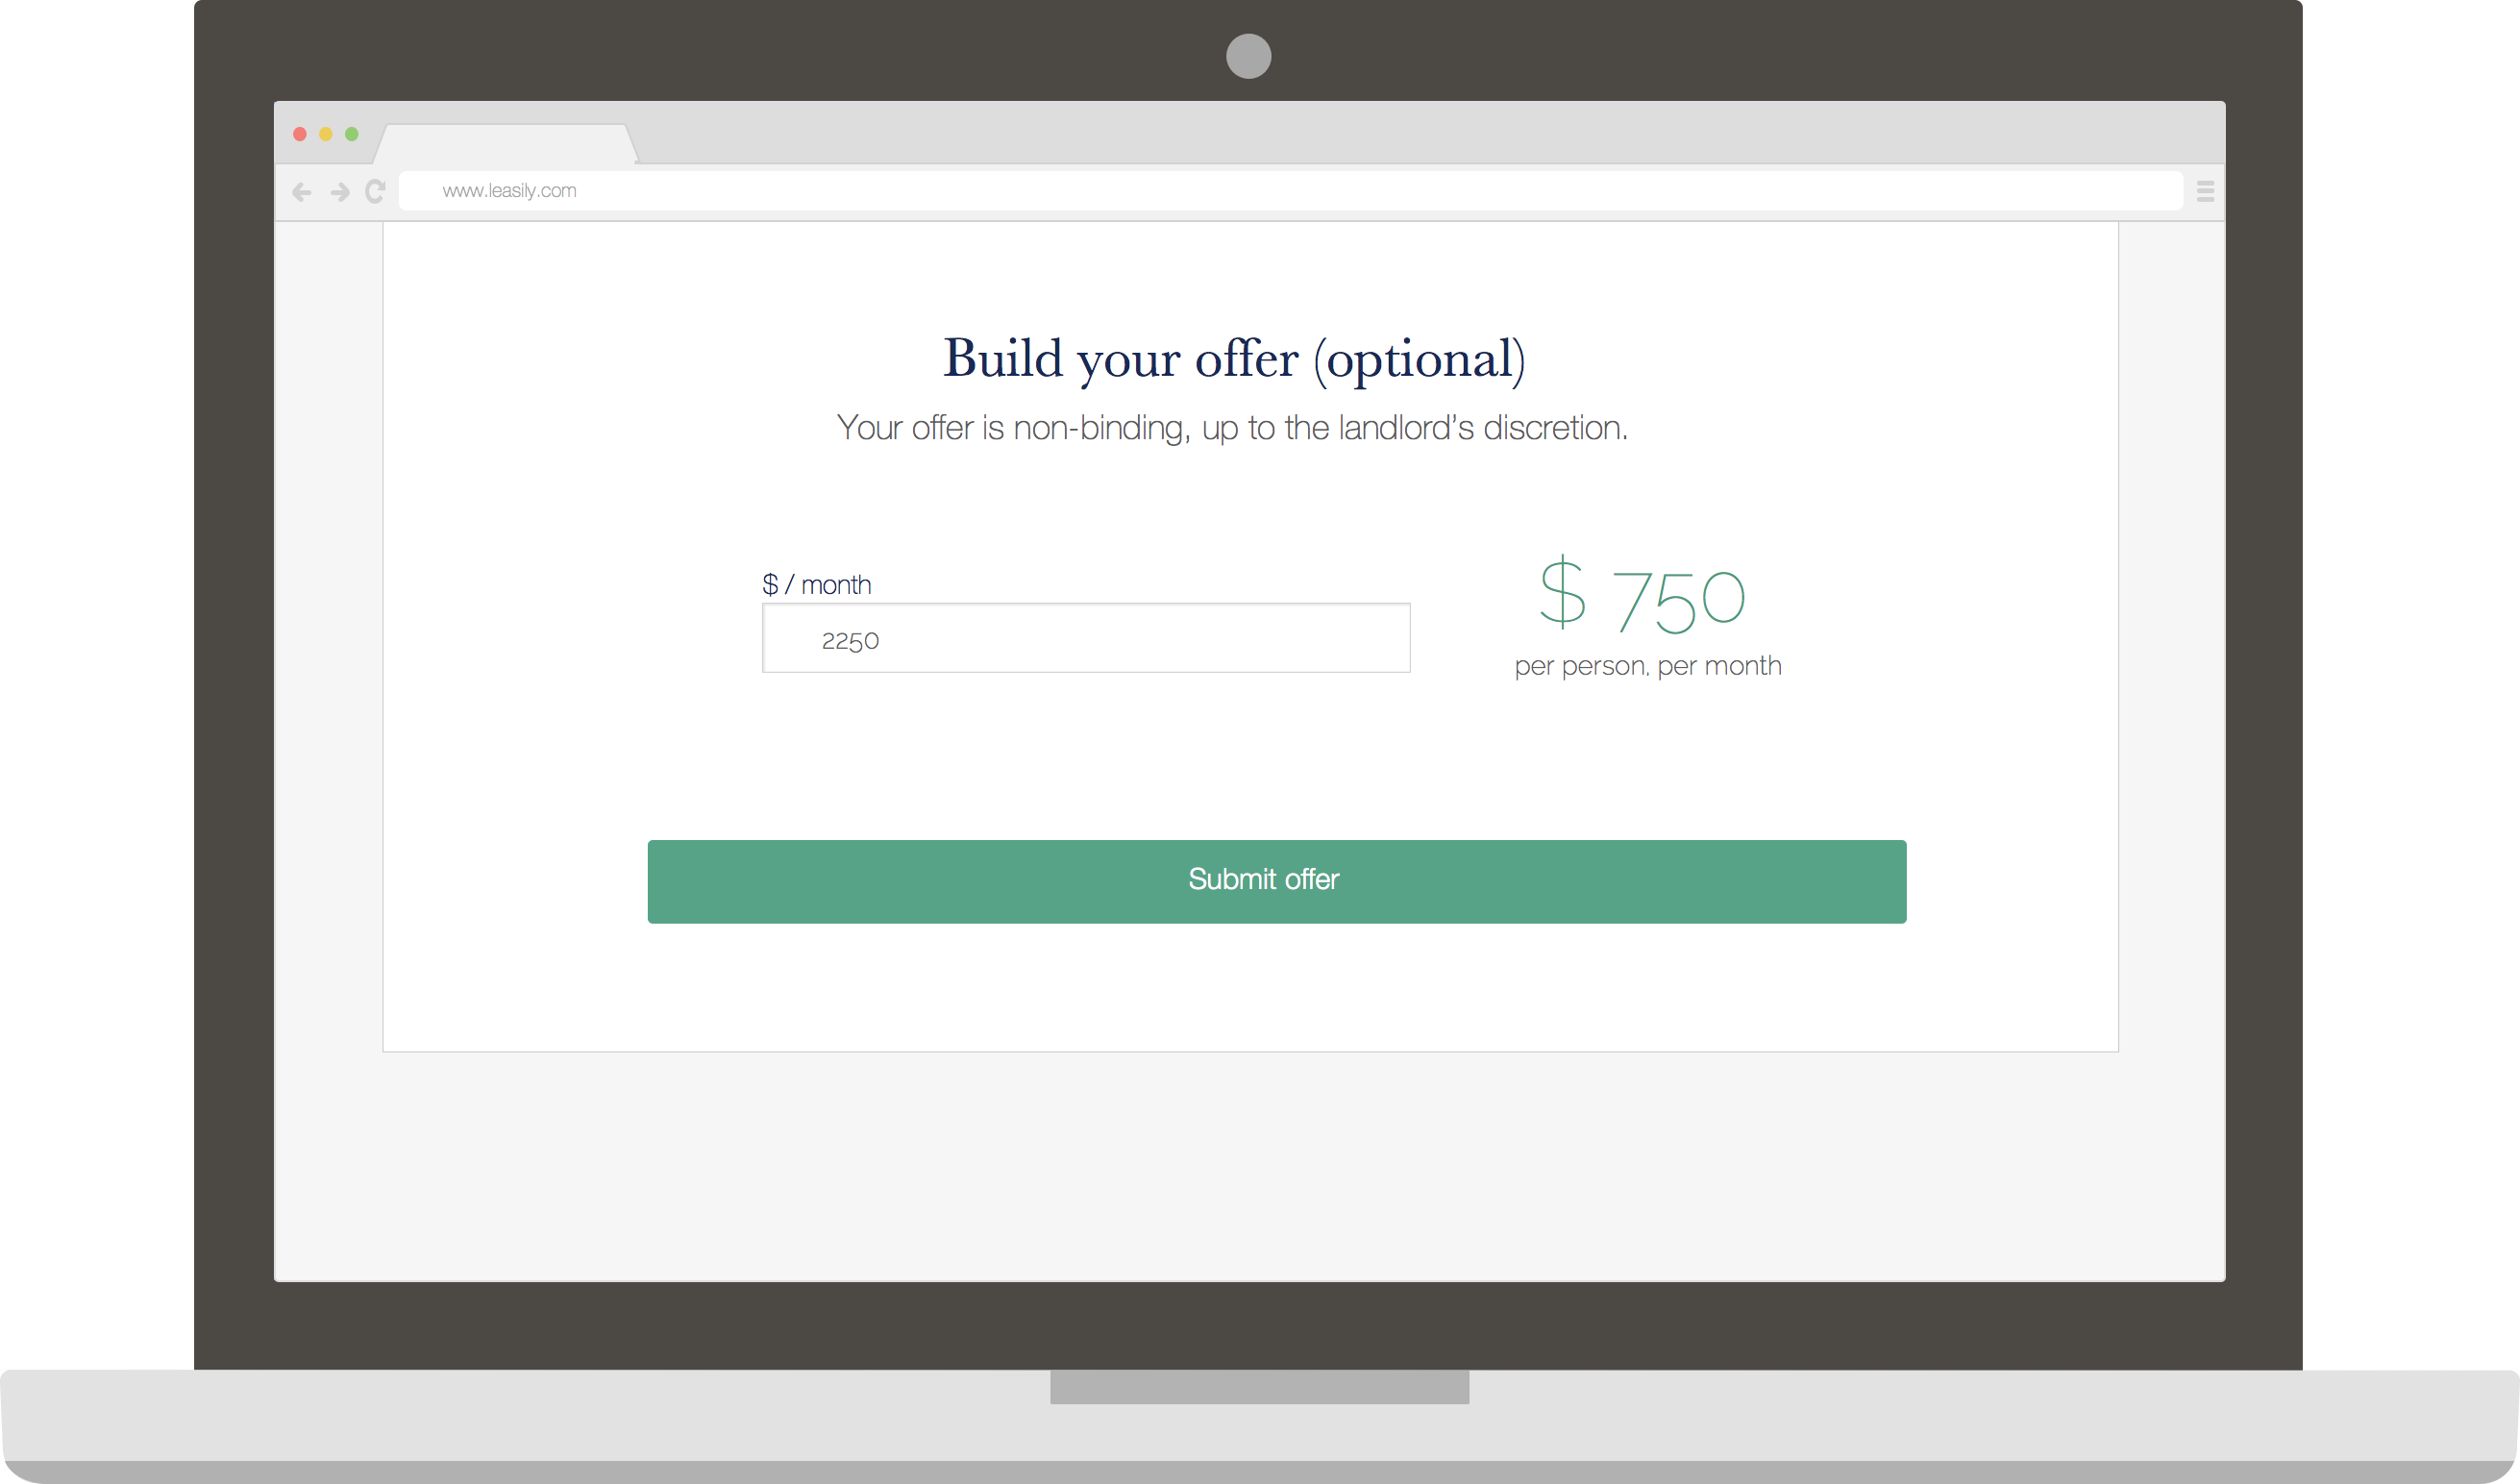 www.leasily.com
Build your offer (optional)
Your offer is non-binding, up to the landlord’s discretion.
$ / month
2250
$ 750
per person, per month
Submit offer